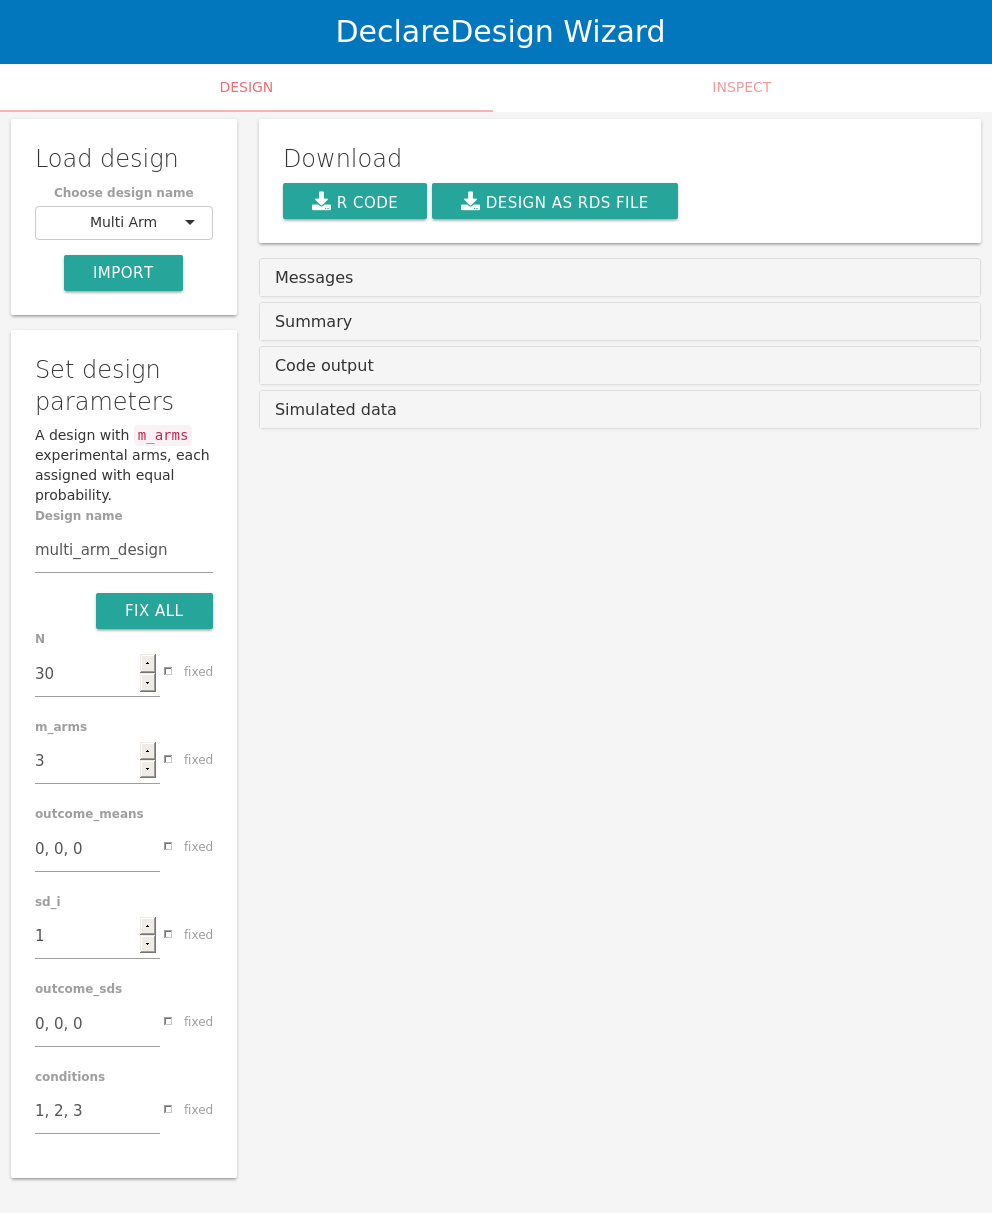 DeclareDesign Wizard
DESIGN
INSPECT
Load design
Choose design name
Multi Arm
IMPORT
Set design
parameters
A design with m_arms
experimental arms, each
assigned with equal
probability.
Design name
multi_arm_design
FIX ALL
N
30
fixed
m_arms
3
fixed
outcome_means
0, 0, 0
fixed
sd_i
1
fixed
outcome_sds
0, 0, 0
fixed
conditions
1, 2, 3
fixed
Download
R CODE
DESIGN AS RDS FILE
Messages
Summary
Code output
Simulated data